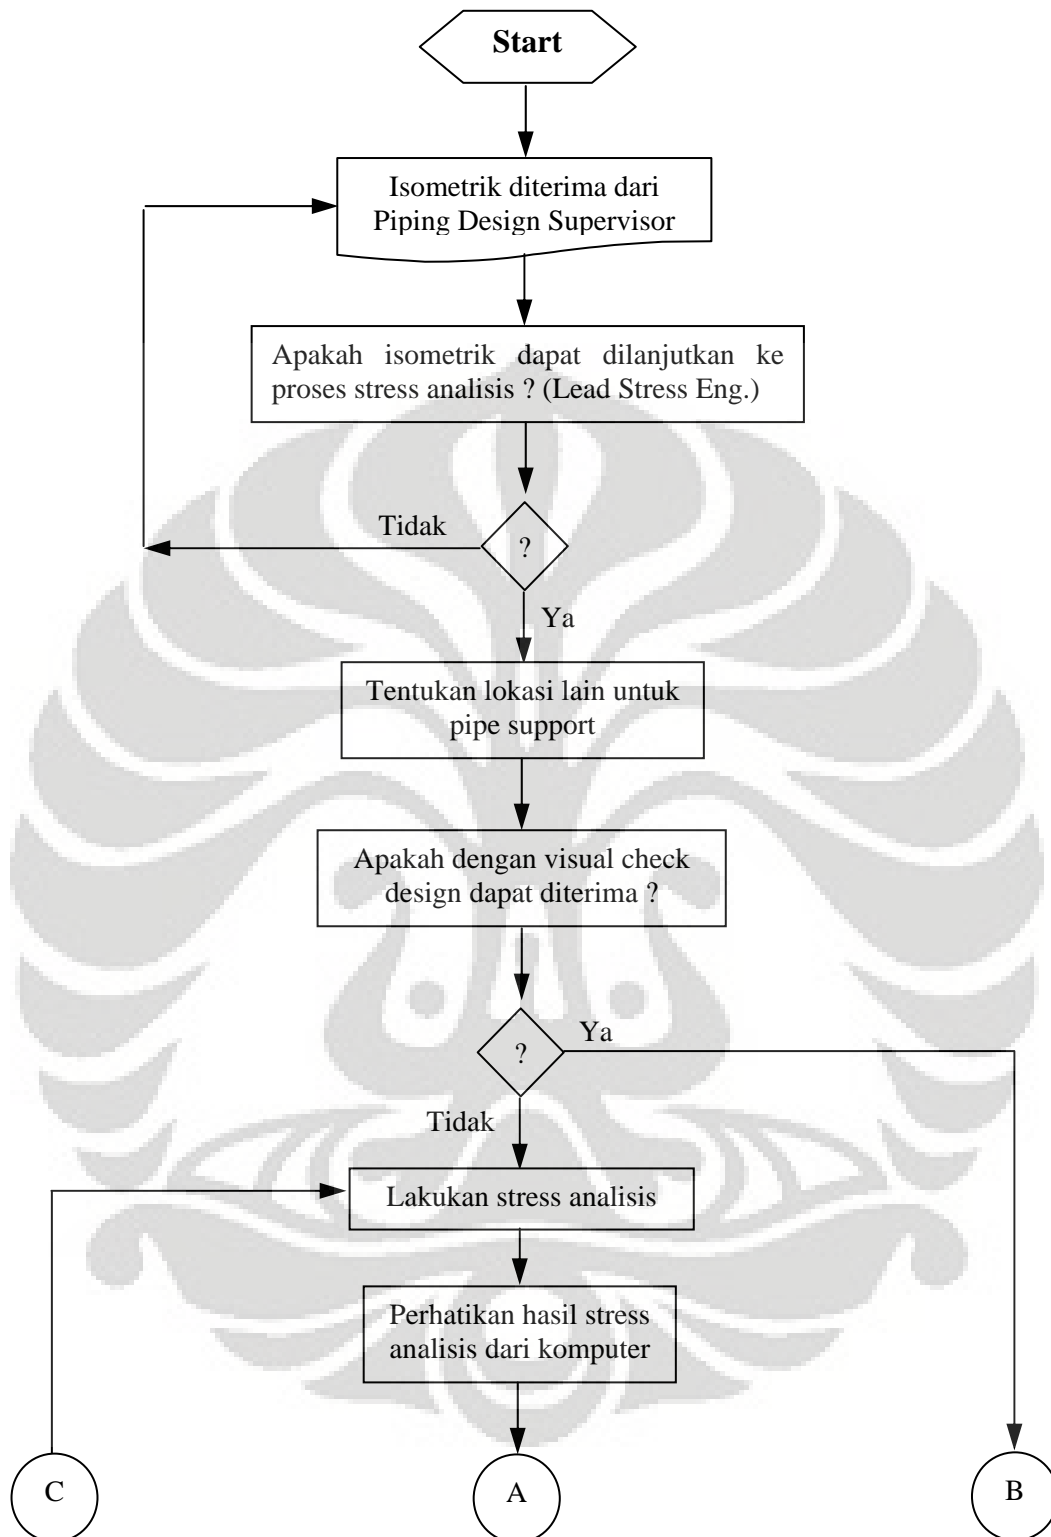 Start
Isometrik diterima dari
Piping Design Supervisor
Apakah isometrik dapat dilanjutkan ke
proses stress analisis ? (Lead Stress Eng.)
Tidak
?
Ya
Tentukan lokasi lain untuk
pipe support
Apakah dengan visual check
design dapat diterima ?
Ya
?
Tidak
Lakukan stress analisis
Perhatikan hasil stress
analisis dari komputer
C
A
B